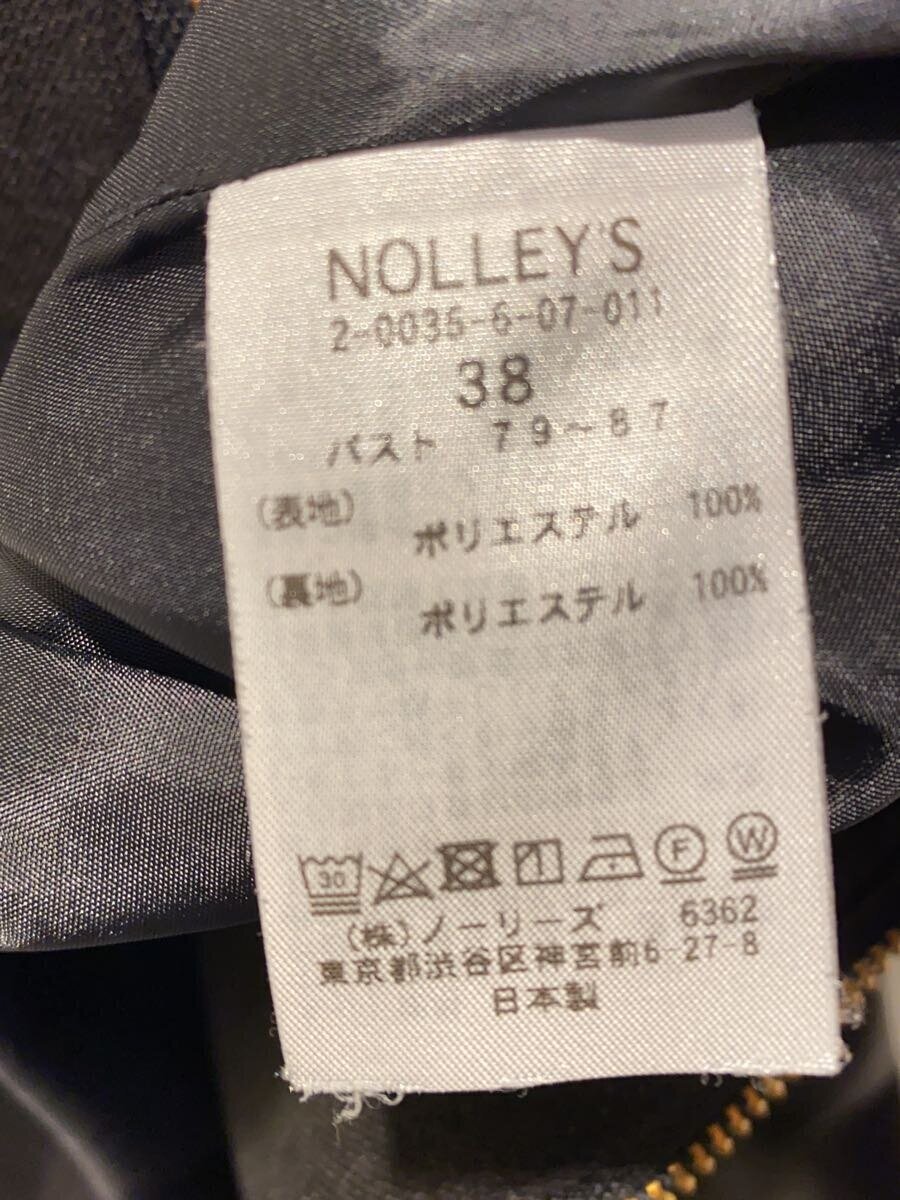 NOLLEY'S
2-0035-6-07-011
38
バスト 79~87
(表地) ポリエステル 100%
(裏地) ポリエステル 100%
30 F W
(株)ノーリーズ 6362
東京都渋谷区神宮前6-27-8
日本製